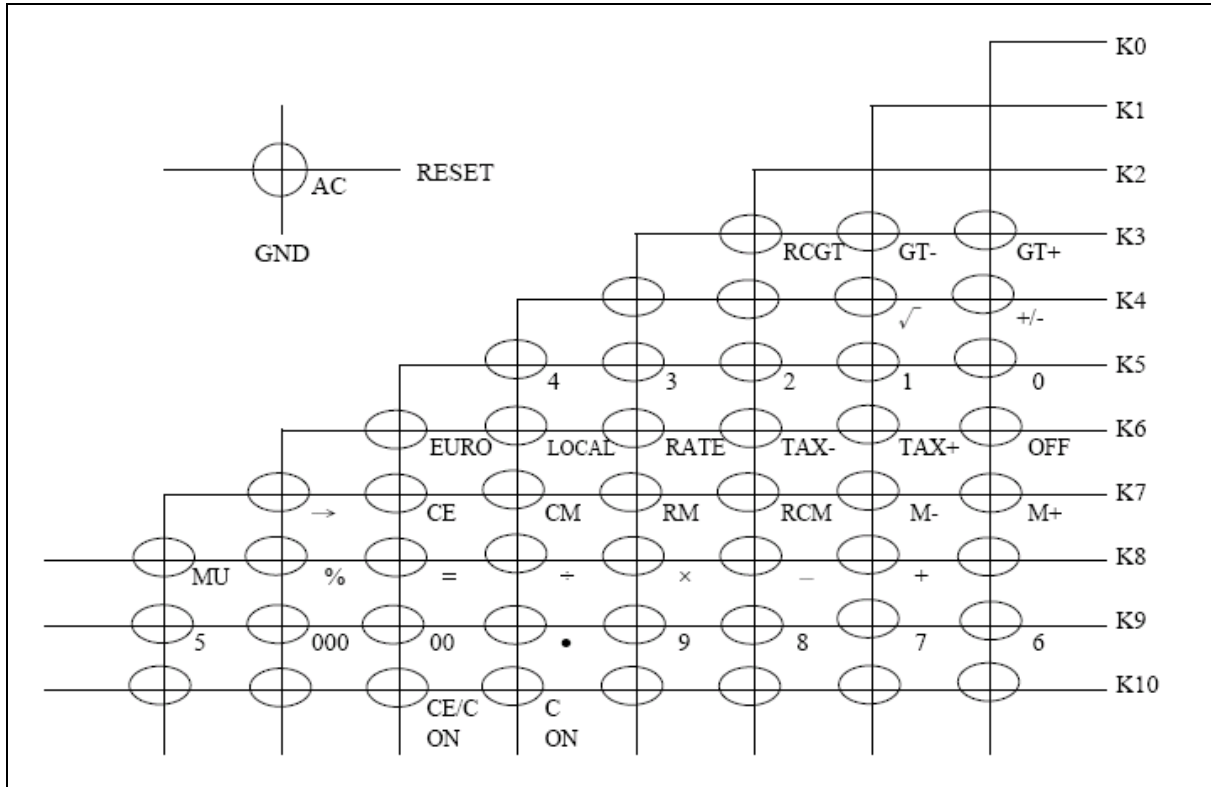 K0
K1
AC RESET K2
GND RCGT GT- GT+ K3
√ +/- K4
4 3 2 1 0 K5
EURO LOCAL RATE TAX- TAX+ OFF K6
→ CE CM RM RCM M- M+ K7
MU % = ÷ × – + K8
5 000 00 • 9 8 7 6 K9
K10
CE/C C
ON ON